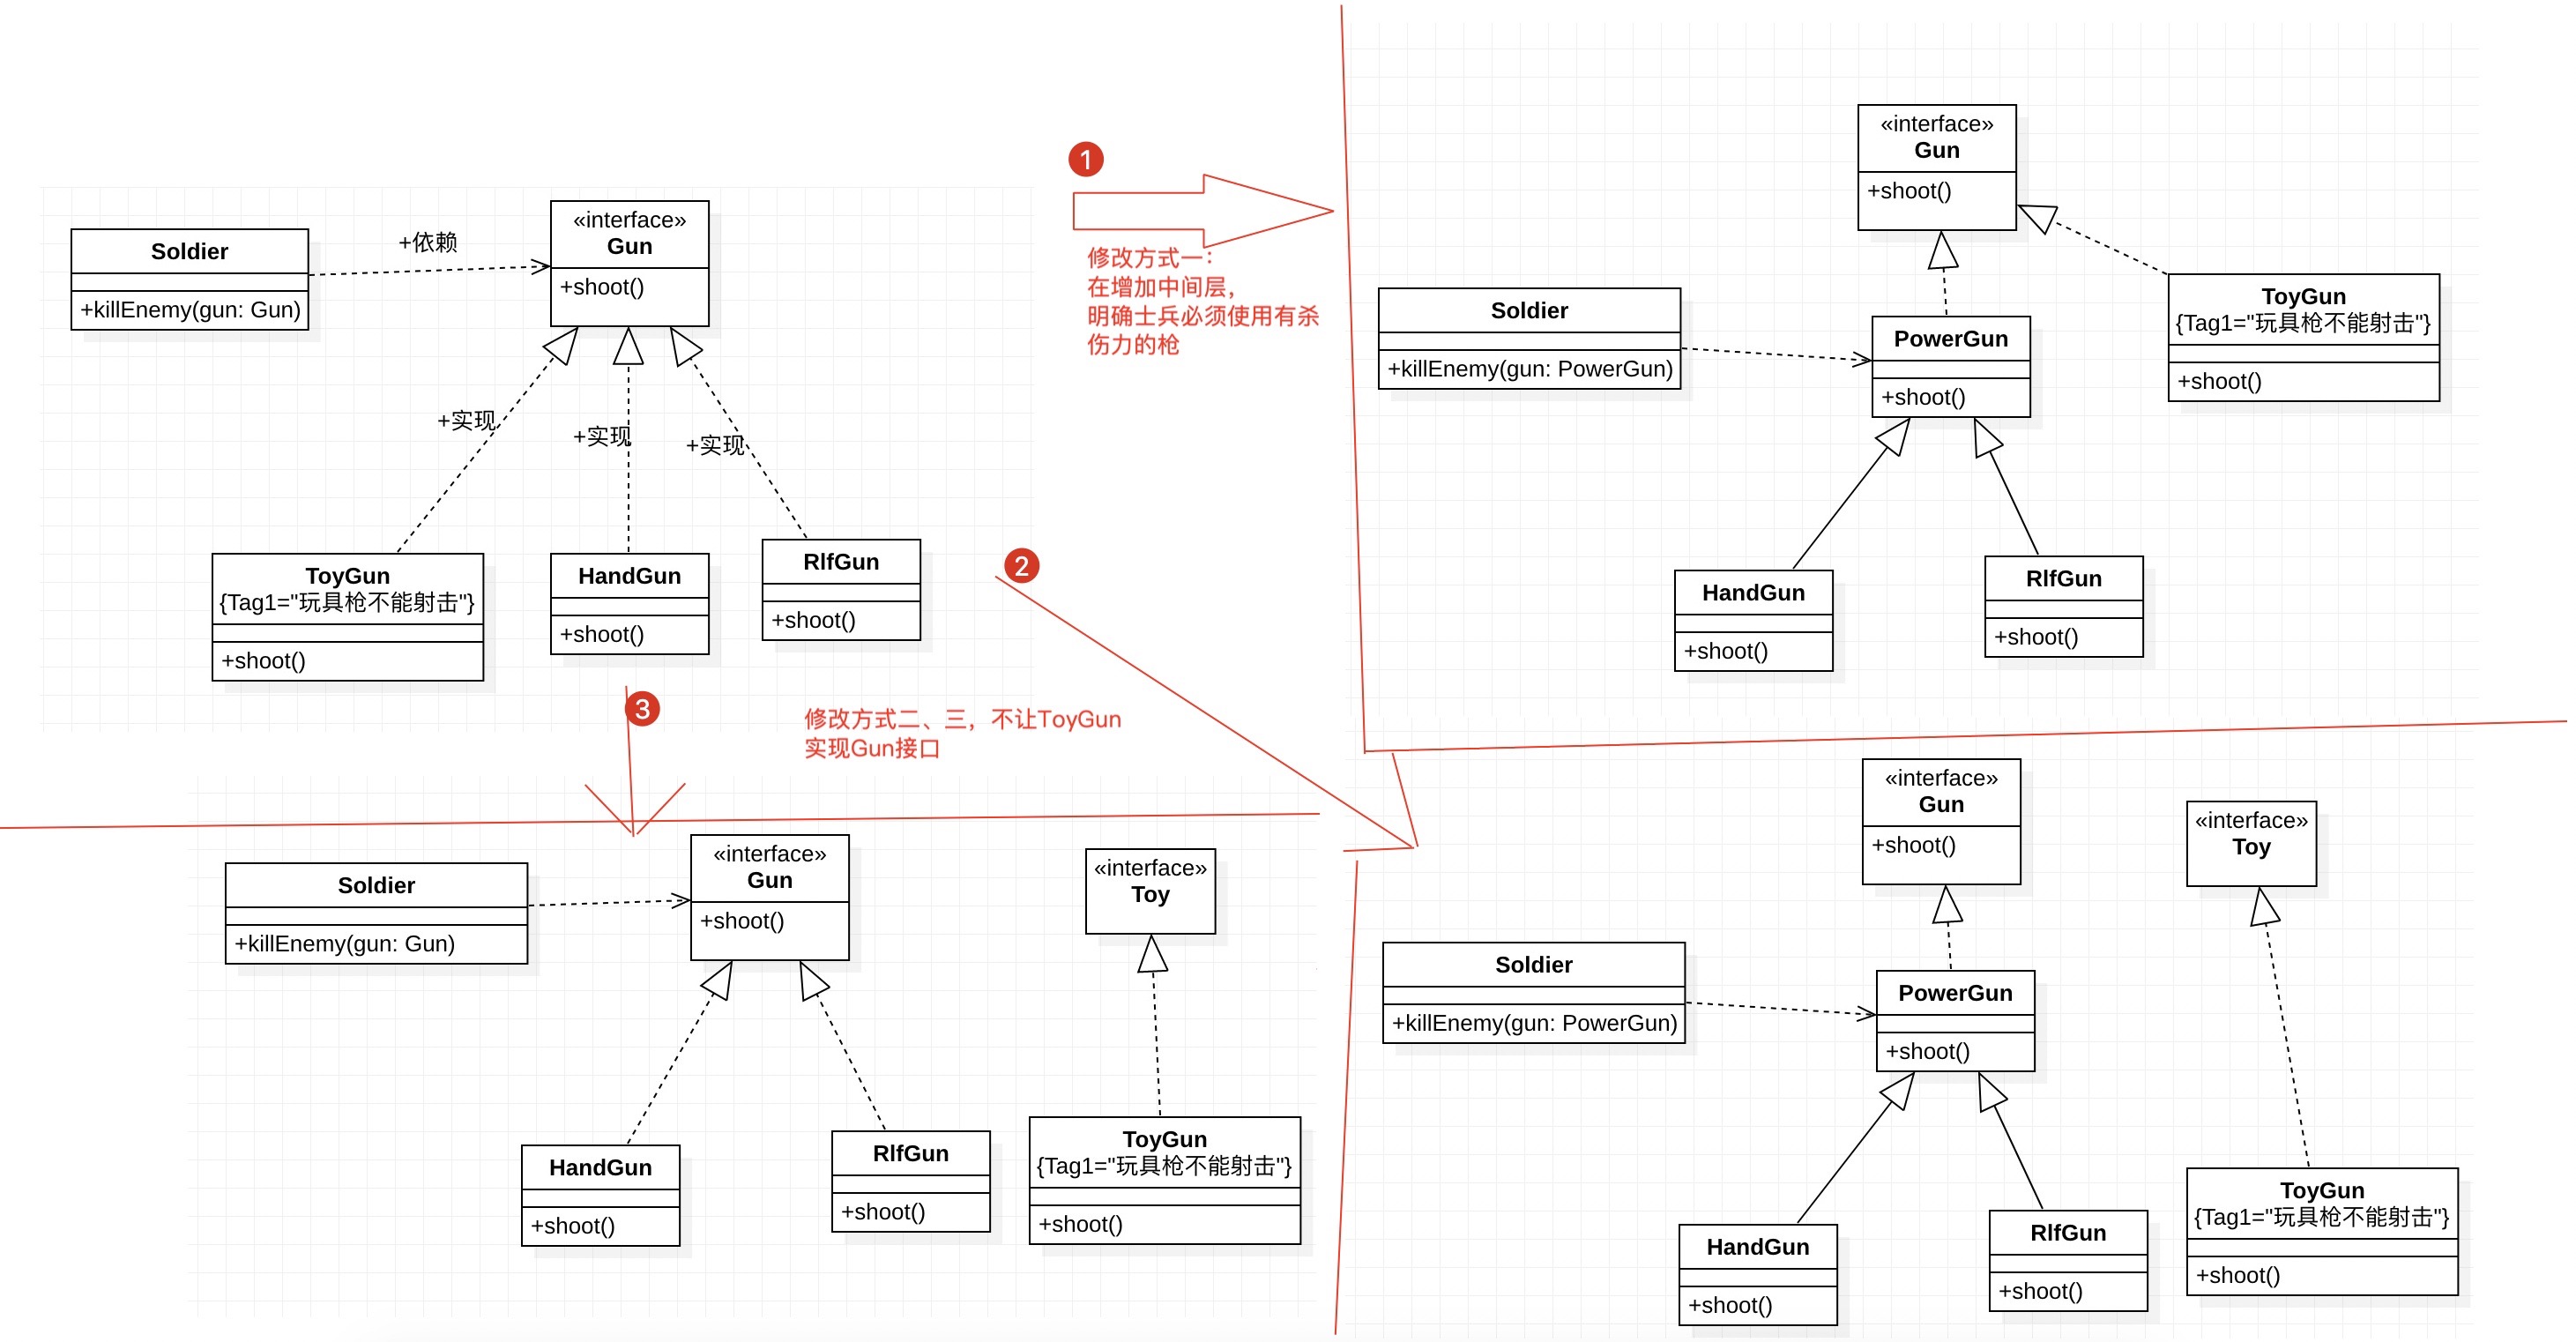 Soldier
+killEnemy(gun: Gun)
+依赖
«interface»
Gun
+shoot()
+实现
+实现
+实现
ToyGun
{Tag1="玩具枪不能射击"}
+shoot()
HandGun
+shoot()
RlfGun
+shoot()
1
修改方式一：
在增加中间层，
明确士兵必须使用有杀
伤力的枪
«interface»
Gun
+shoot()
Soldier
+killEnemy(gun: PowerGun)
PowerGun
+shoot()
ToyGun
{Tag1="玩具枪不能射击"}
+shoot()
HandGun
+shoot()
RlfGun
+shoot()
2
3
修改方式二、三，不让ToyGun
实现Gun接口
Soldier
+killEnemy(gun: Gun)
«interface»
Gun
+shoot()
«interface»
Toy
HandGun
+shoot()
RlfGun
+shoot()
ToyGun
{Tag1="玩具枪不能射击"}
+shoot()
«interface»
Gun
+shoot()
«interface»
Toy
Soldier
+killEnemy(gun: PowerGun)
PowerGun
+shoot()
HandGun
+shoot()
RlfGun
+shoot()
ToyGun
{Tag1="玩具枪不能射击"}
+shoot()